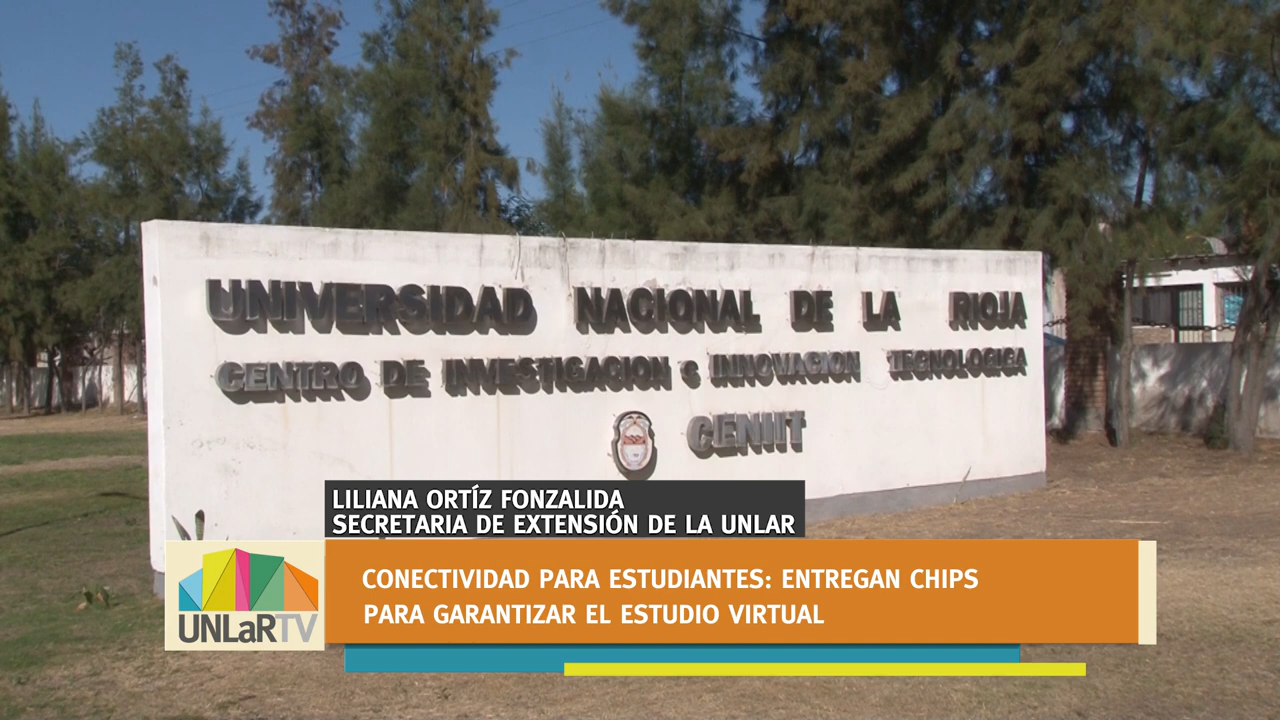 UNIVERSIDAD NACIONAL DE LA RIOJA
CENTRO DE INVESTIGACION e INNOVACION TECNOLOGICA
CENIIT
LILIANA ORTÍZ FONZALIDA
SECRETARIA DE EXTENSIÓN DE LA UNLAR
CONECTIVIDAD PARA ESTUDIANTES: ENTREGAN CHIPS
PARA GARANTIZAR EL ESTUDIO VIRTUAL
UNLaRTV